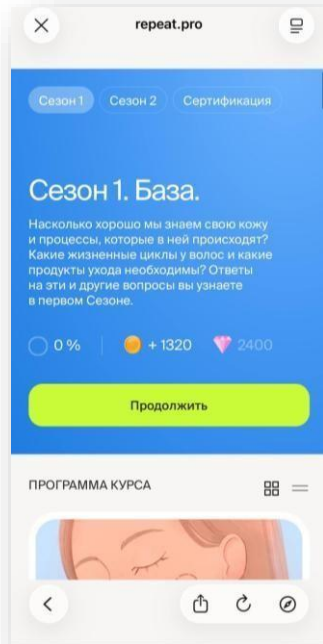 repeat.pro
Сезон 1 Сезон 2 Сертификация
Сезон 1. База.
Насколько хорошо мы знаем свою кожу
и процессы, которые в ней происходят?
Какие жизненные циклы у волос и какие
продукты ухода необходимы? Ответы
на эти и другие вопросы вы узнаете
в первом Сезоне.
0 % + 1320 2400
Продолжить
ПРОГРАММА КУРСА